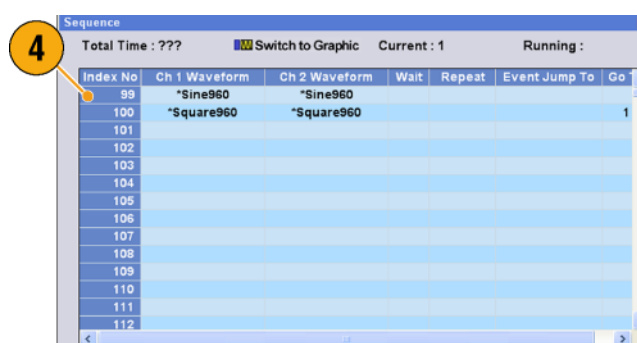 Sequence
4
Total Time : ??? Switch to Graphic Current : 1 Running :
Index No Ch 1 Waveform Ch 2 Waveform Wait Repeat Event Jump To Go
99 *Sine960 *Sine960
100 *Square960 *Square960 1
101
102
103
104
105
106
107
108
109
110
111
112